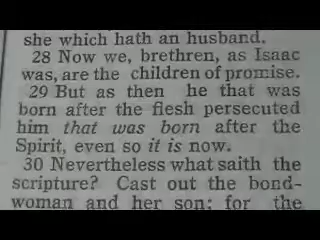 she which hath an husband.
28 Now we, brethren, as Isaac
was, are the children of promise.
29 But as then he that was
born after the flesh persecuted
him that was born after the
Spirit, even so it is now.
30 Nevertheless what saith the
scripture? Cast out the bond-
woman and her son: for the